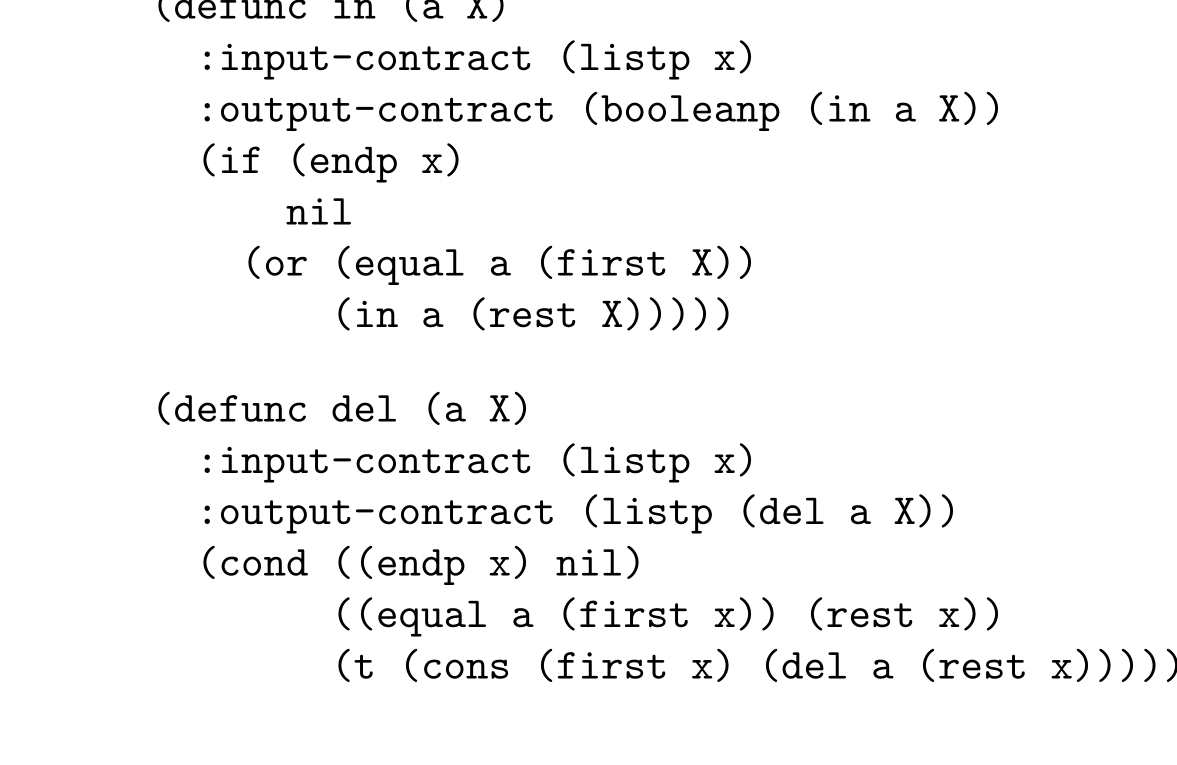 (defunc in (a X)
:input-contract (listp x)
:output-contract (booleanp (in a X))
(if (endp x)
nil
(or (equal a (first X))
(in a (rest X)))))
(defunc del (a X)
:input-contract (listp x)
:output-contract (listp (del a X))
(cond ((endp x) nil)
((equal a (first x)) (rest x))
(t (cons (first x) (del a (rest x)))))